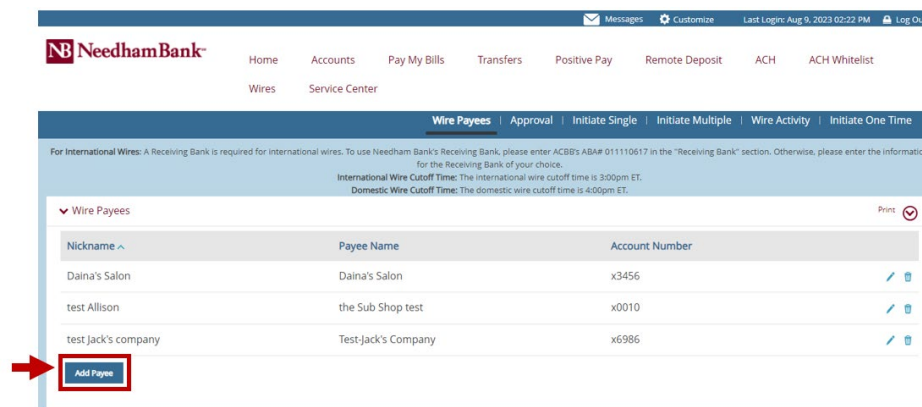 Messages Customize Last Login: Aug 9, 2023 02:22 PM Log Ou
NB NeedhamBank
Home Accounts Pay My Bills Transfers Positive Pay Remote Deposit ACH ACH Whitelist
Wires Service Center
Wire Payees | Approval | Initiate Single | Initiate Multiple | Wire Activity | Initiate One Time
For International Wires: A Receiving Bank is required for international wires. To use Needham Bank's Receiving Bank, please enter ACBB's ABA# 011110617 in the "Receiving Bank" section. Otherwise, please enter the informatio
for the Receiving Bank of your choice.
International Wire Cutoff Time: The international wire cutoff time is 3:00pm ET.
Domestic Wire Cutoff Time: The domestic wire cutoff time is 4:00pm ET.
Wire Payees Print
Nickname Payee Name Account Number
Daina's Salon Daina's Salon x3456
test Allison the Sub Shop test x0010
test Jack's company Test-Jack's Company x6986
Add Payee